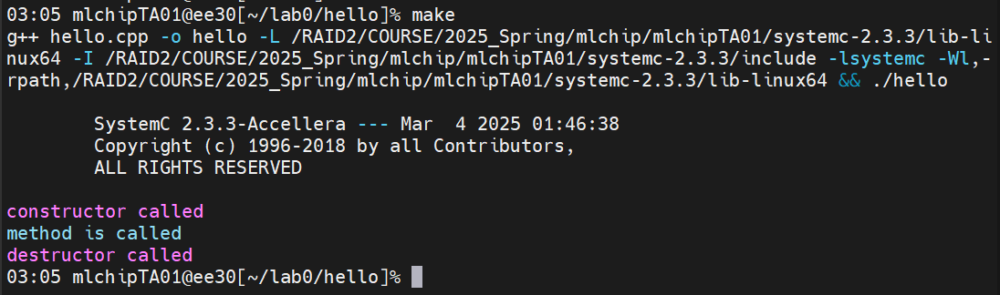 03:05 mlchipTA01@ee30[~/lab0/hello]% make
g++ hello.cpp -o hello -L /RAID2/COURSE/2025_Spring/mlchip/mlchipTA01/systemc-2.3.3/lib-li
nux64 -I /RAID2/COURSE/2025_Spring/mlchip/mlchipTA01/systemc-2.3.3/include -lsystemc -Wl,-
rpath,/RAID2/COURSE/2025_Spring/mlchip/mlchipTA01/systemc-2.3.3/lib-linux64 && ./hello
SystemC 2.3.3-Accellera --- Mar  4 2025 01:46:38
Copyright (c) 1996-2018 by all Contributors,
ALL RIGHTS RESERVED
constructor called
method is called
destructor called
03:05 mlchipTA01@ee30[~/lab0/hello]%